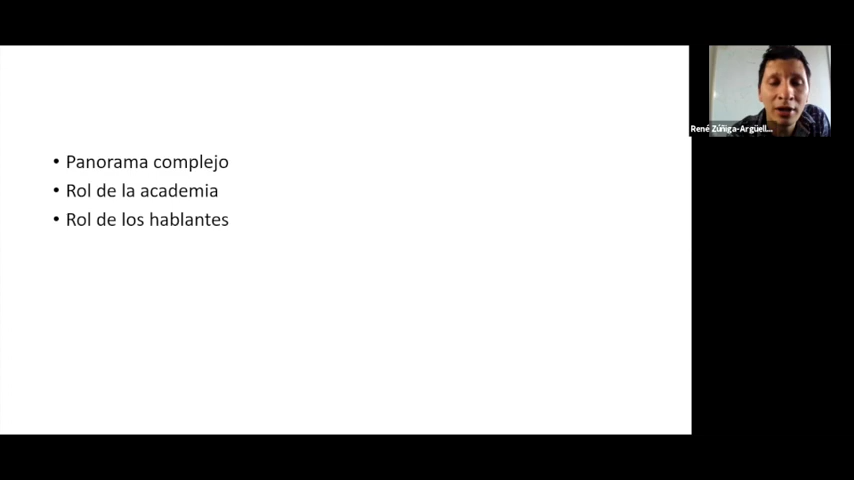 • Panorama complejo
• Rol de la academia
• Rol de los hablantes
René Zúñiga-Argüell...